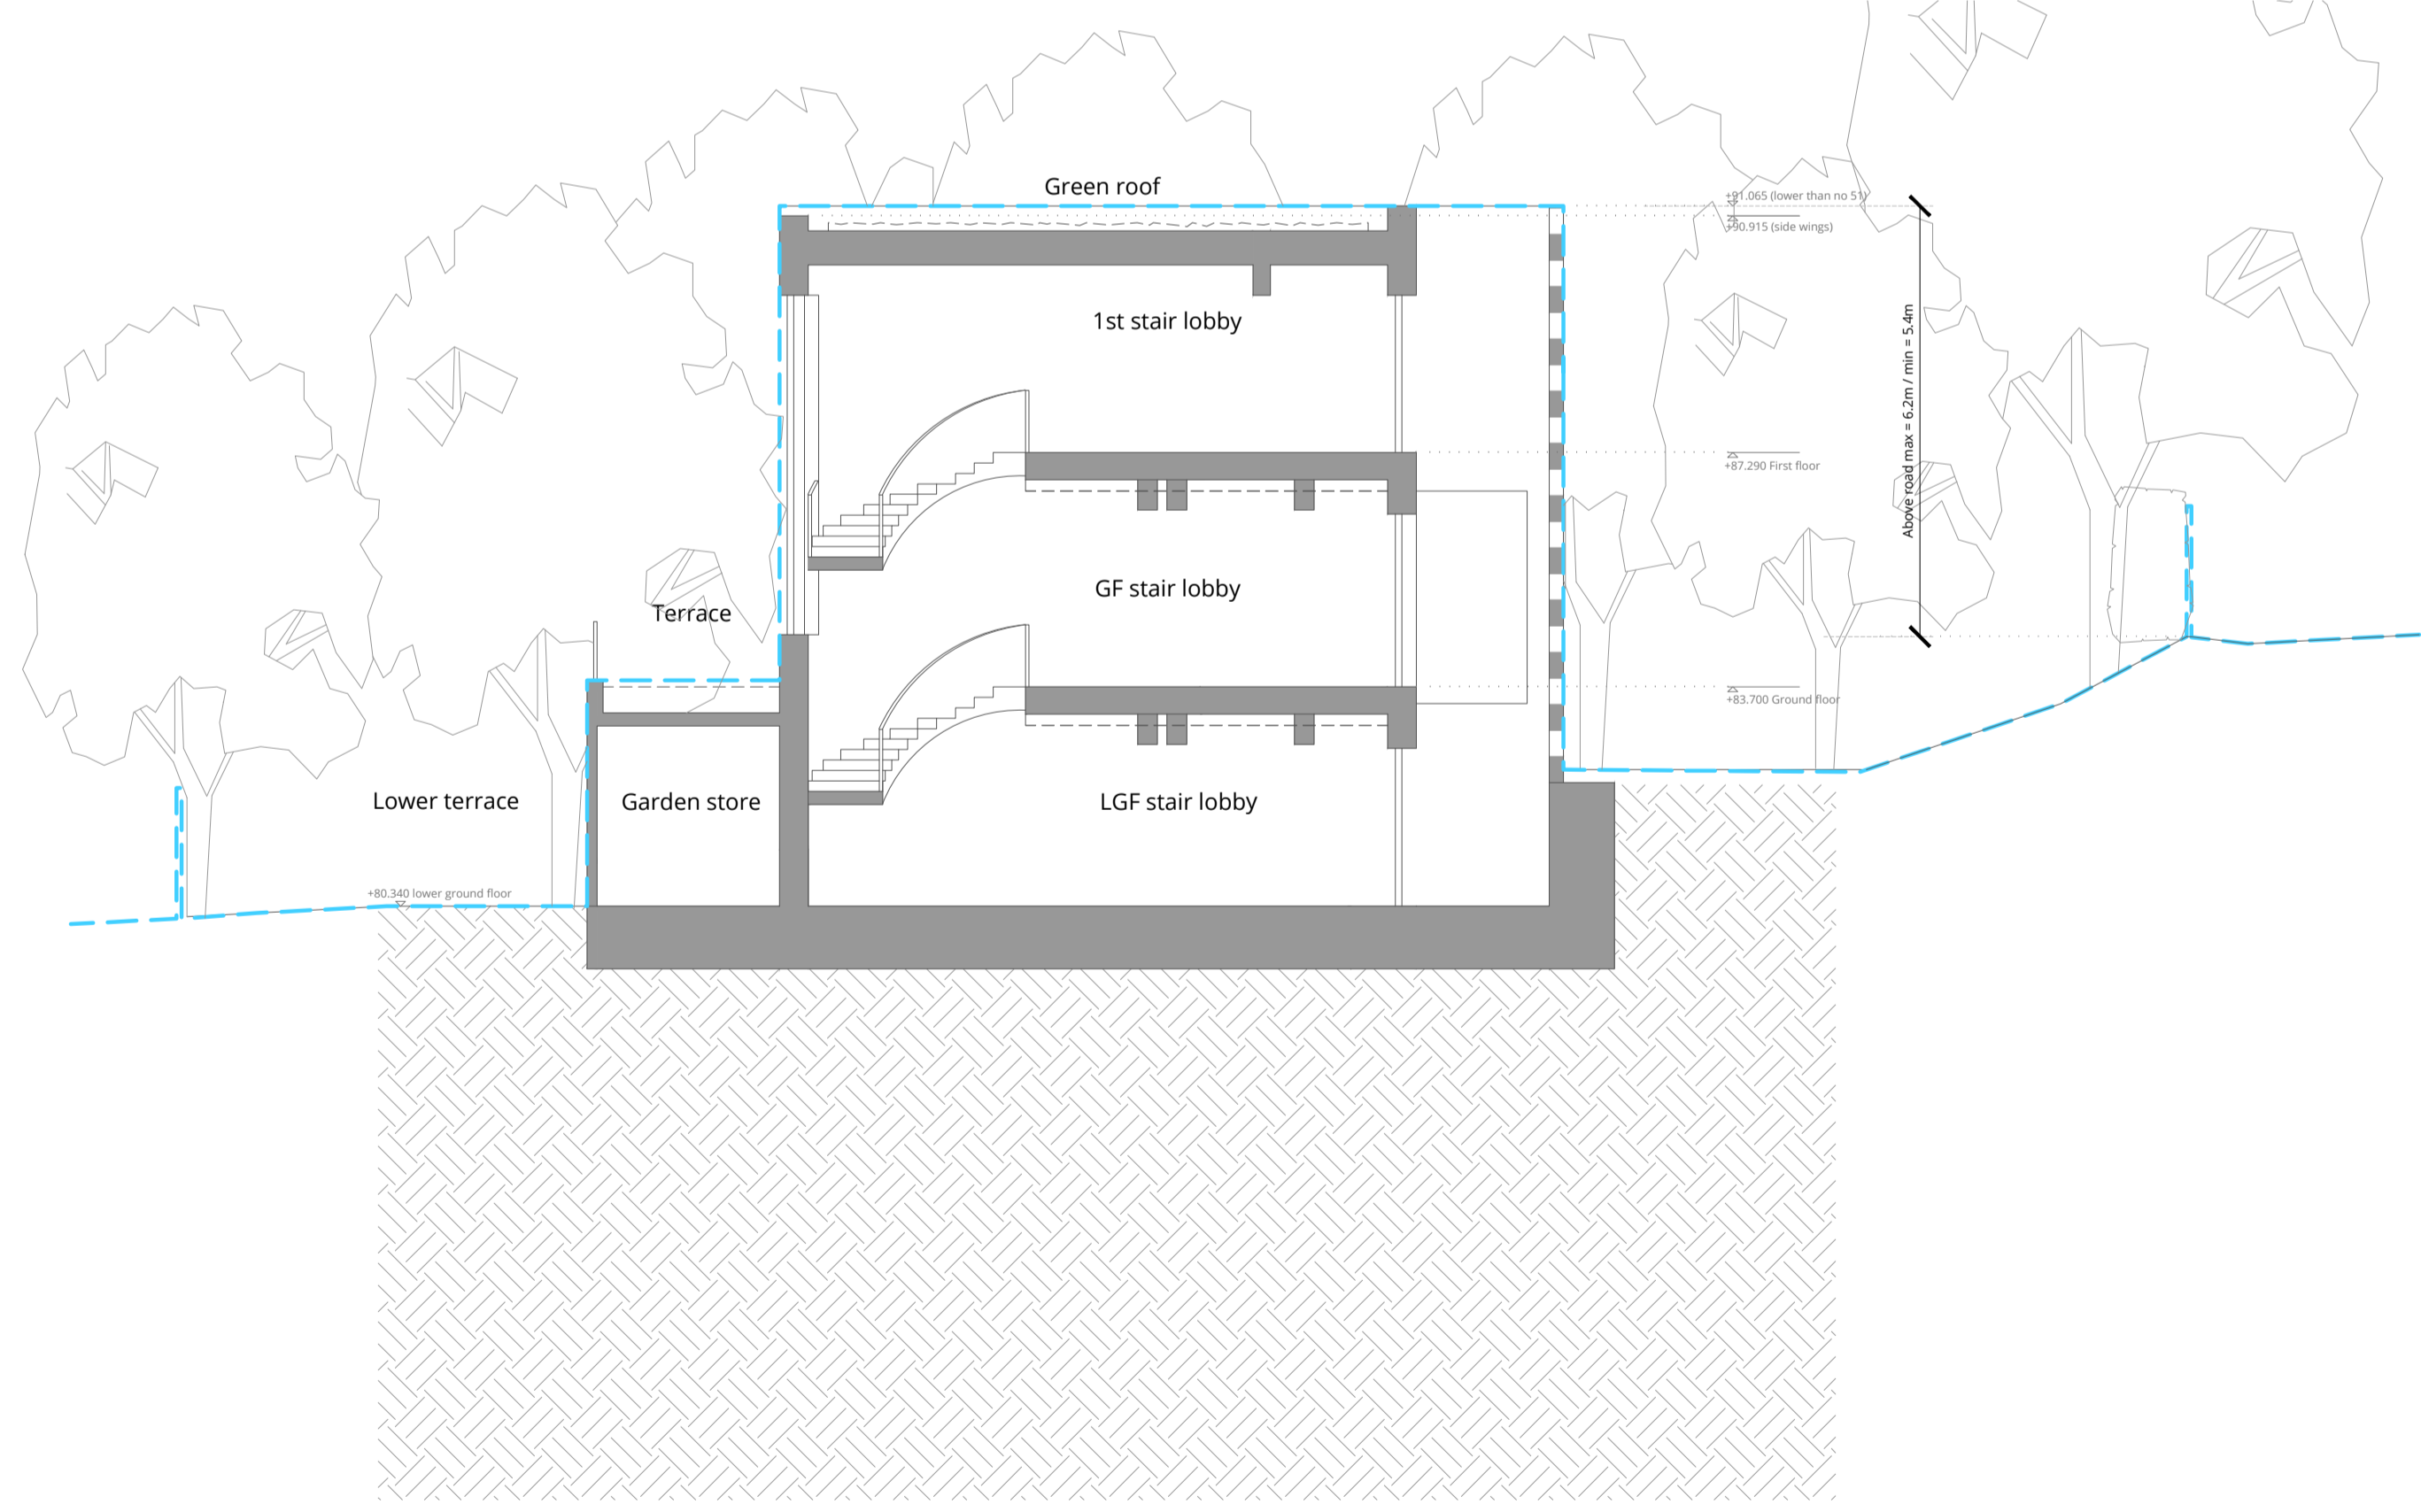 Green roof
+91.065 (lower than no 51)
+90.915 (side wings)
1st stair lobby
Above road max = 6.2m / min = 5.4m
+87.290 First floor
GF stair lobby
Terrace
+83.700 Ground floor
Lower terrace
Garden store
LGF stair lobby
+80.340 lower ground floor